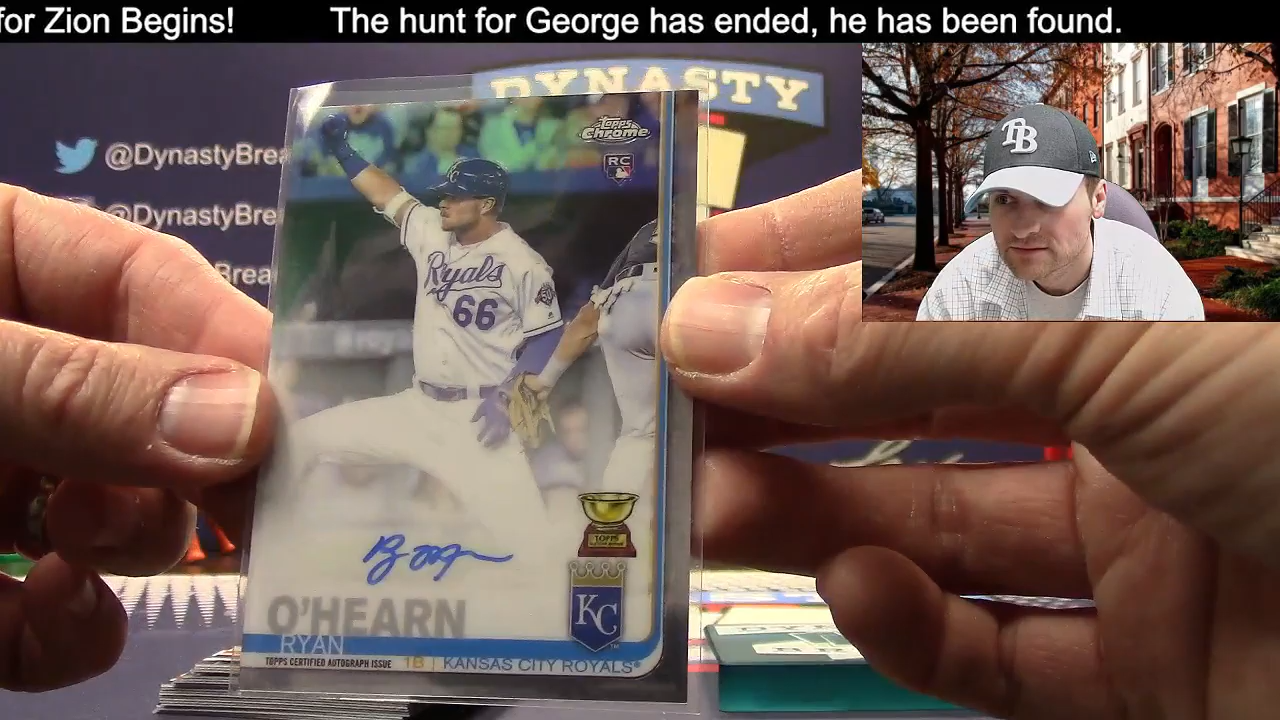 for Zion Begins! The hunt for George has ended, he has been found.
DYNASTY
@DynastyBrea
@DynastyBre
Brea
Topps
Chrome
RC
TB
Royals
66
TOPPS
KC
O'HEARN
RYAN
TOPPS CERTIFIED AUTOGRAPH ISSUE 1B | KANSAS CITY ROYALS®